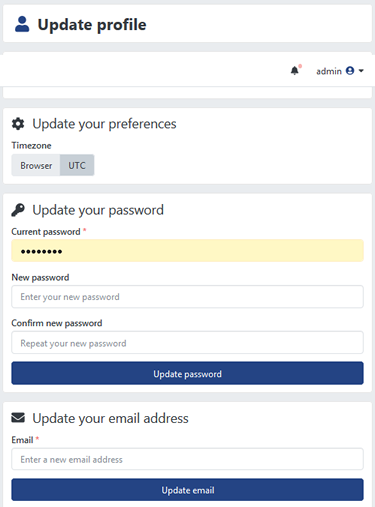 Update profile
admin
Update your preferences
Timezone
Browser UTC
Update your password
Current password *
••••••••
New password
Enter your new password
Confirm new password
Repeat your new password
Update password
Update your email address
Email *
Enter a new email address
Update email